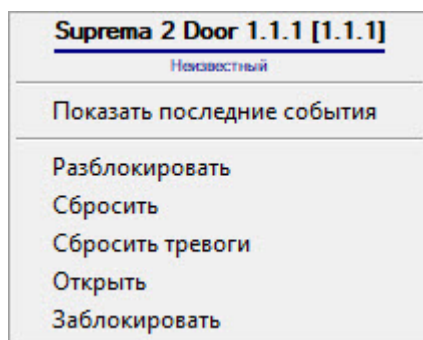 Suprema 2 Door 1.1.1 [1.1.1]
Неизвестный
Показать последние события
Разблокировать
Сбросить
Сбросить тревоги
Открыть
Заблокировать